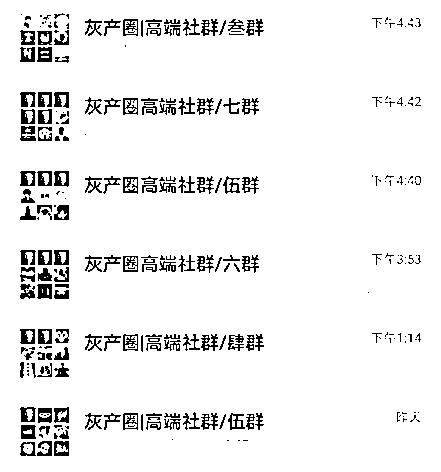 灰产圈|高端社群/叁群
下午4:43
灰产圈高端社群/七群
下午4:42
灰产圈高端社群/伍群
下午4:40
灰产圈高端社群/六群
下午3:53
灰产圈|高端社群/肆群
下午1:14
灰产圈|高端社群/伍群
昨天